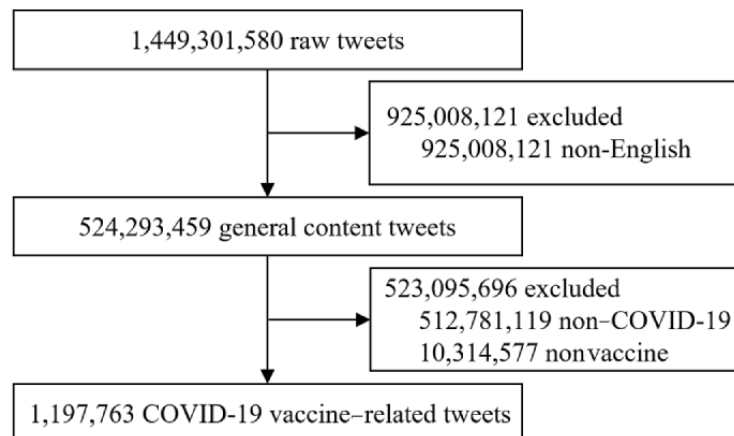 1,449,301,580 raw tweets
925,008,121 excluded
925,008,121 non-English
524,293,459 general content tweets
523,095,696 excluded
512,781,119 non–COVID-19
10,314,577 nonvaccine
1,197,763 COVID-19 vaccine–related tweets